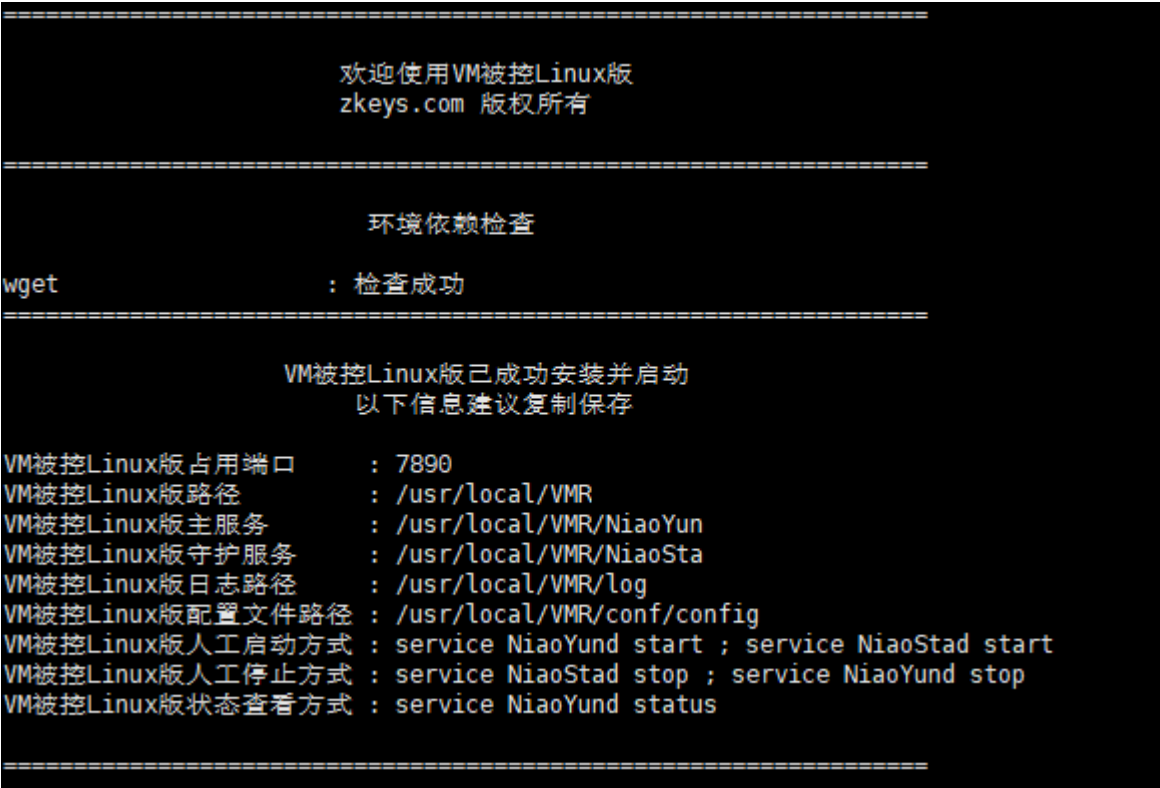 ==================================================================
欢迎使用VM被控Linux版
zkeys.com 版权所有
==================================================================
环境依赖检查
wget : 检查成功
==================================================================
VM被控Linux版已成功安装并启动
以下信息建议复制保存
VM被控Linux版占用端口 : 7890
VM被控Linux版路径 : /usr/local/VMR
VM被控Linux版主服务 : /usr/local/VMR/NiaoYun
VM被控Linux版守护服务 : /usr/local/VMR/NiaoSta
VM被控Linux版日志路径 : /usr/local/VMR/log
VM被控Linux版配置文件路径 : /usr/local/VMR/conf/config
VM被控Linux版人工启动方式 : service NiaoYund start ; service NiaoStad start
VM被控Linux版人工停止方式 : service NiaoStad stop ; service NiaoYund stop
VM被控Linux版状态查看方式 : service NiaoYund status
==================================================================